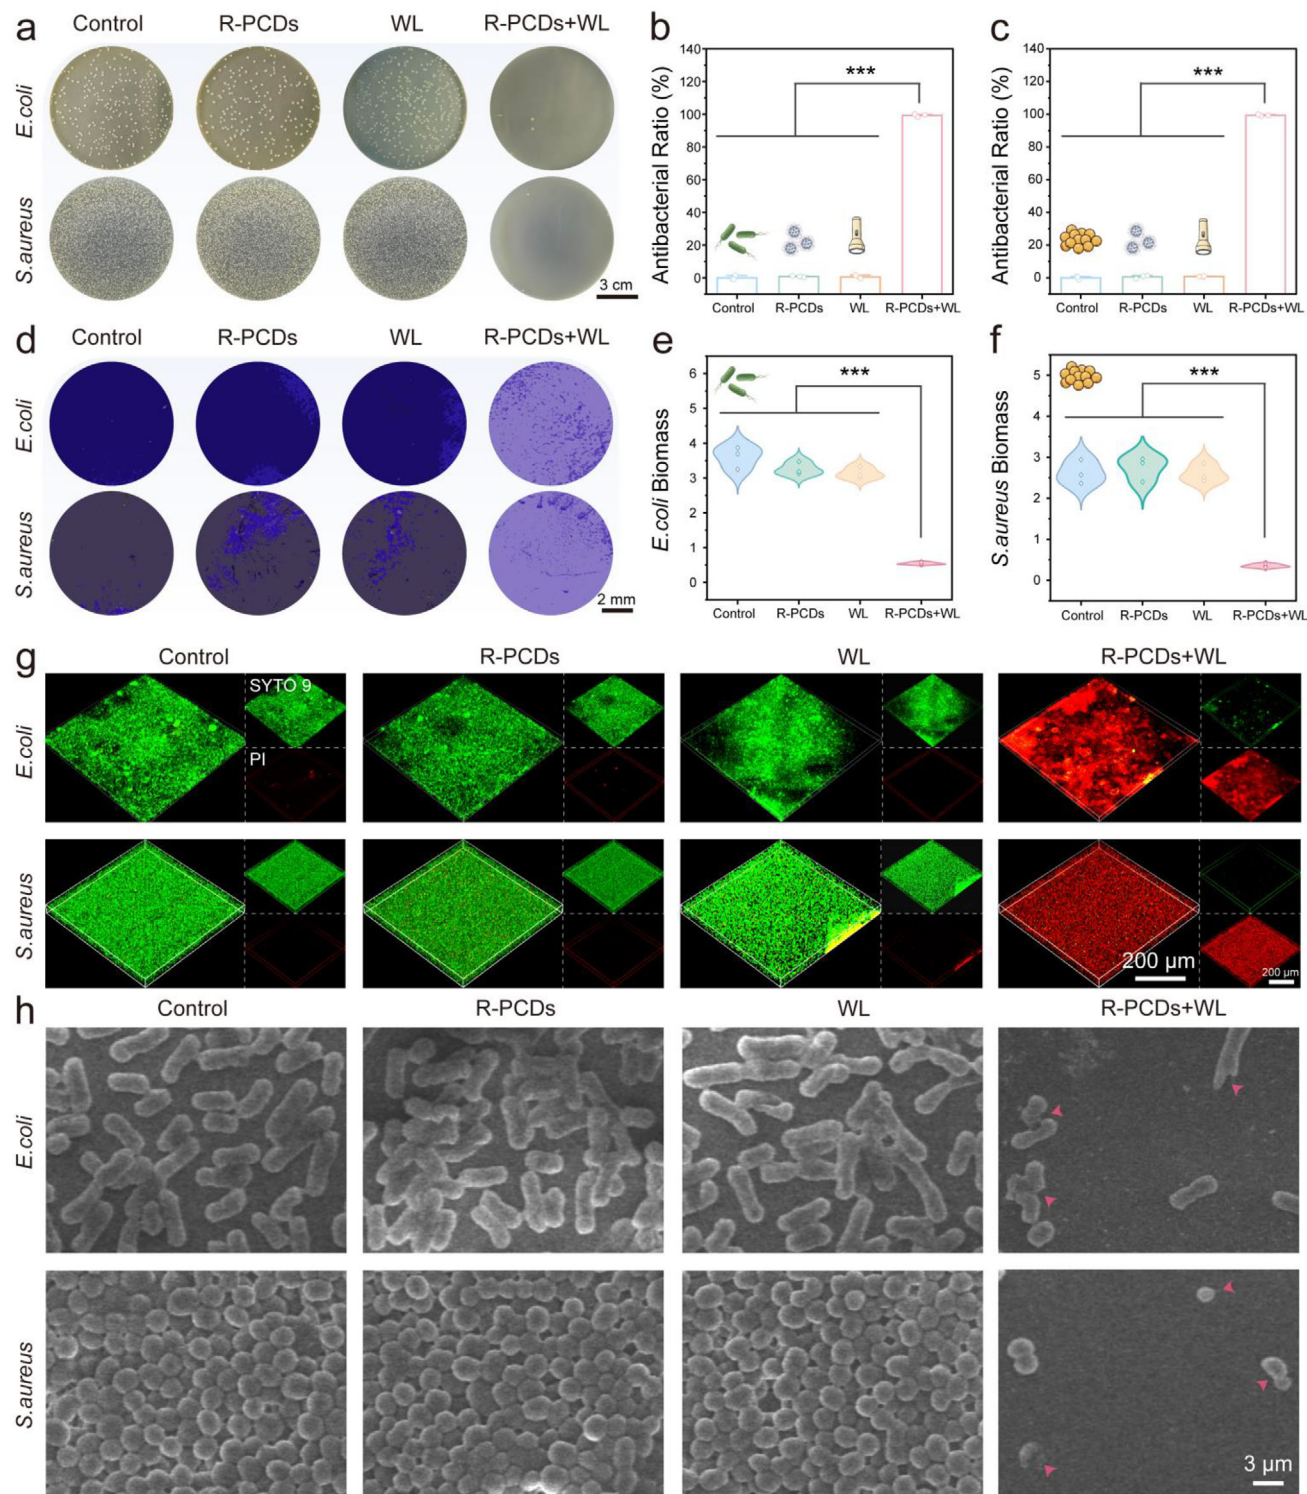 a
Control R-PCDs WL R-PCDs+WL
E.coli
S.aureus
3 cm
b
Antibacterial Ratio (%)
140
120
100
80
60
40
20
0
***
Control R-PCDs WL R-PCDs+WL
c
Antibacterial Ratio (%)
140
120
100
80
60
40
20
0
***
Control R-PCDs WL R-PCDs+WL
d
Control R-PCDs WL R-PCDs+WL
E.coli
S.aureus
2 mm
e
E.coli Biomass
6
5
4
3
2
1
0
***
Control R-PCDs WL R-PCDs+WL
f
S.aureus Biomass
5
4
3
2
1
0
***
Control R-PCDs WL R-PCDs+WL
g
Control R-PCDs WL R-PCDs+WL
E.coli
SYTO 9
PI
S.aureus
200 μm
200 μm
h
Control R-PCDs WL R-PCDs+WL
E.coli
S.aureus
3 μm